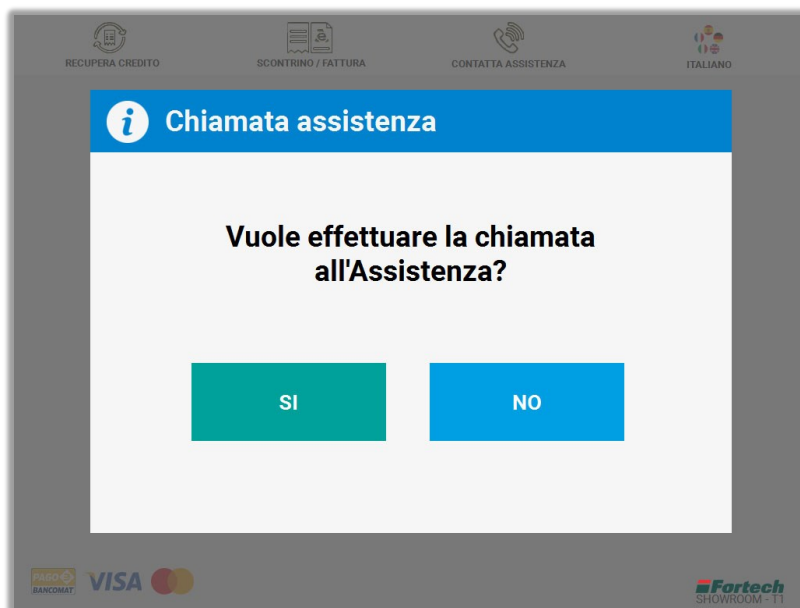 RECUPERA CREDITO
SCONTRINO / FATTURA
CONTATTA ASSISTENZA
ITALIANO
i Chiamata assistenza
Vuole effettuare la chiamata
all'Assistenza?
SI
NO
PAGO
BANCOMAT
VISA
Fortech
SHOWROOM - T1